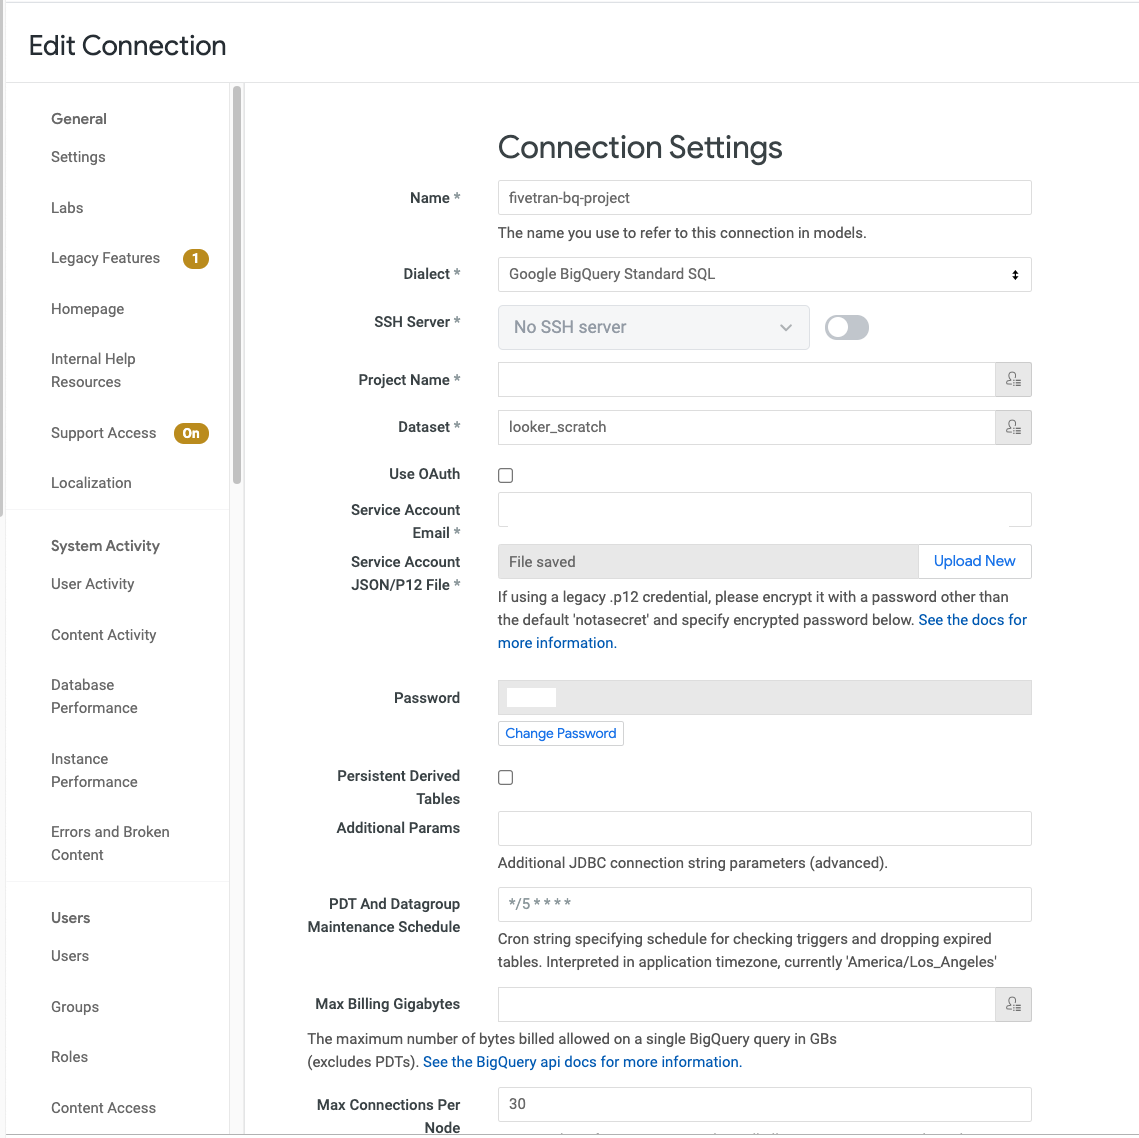 Edit Connection
General
Settings
Labs
Legacy Features 1
Homepage
Internal Help
Resources
Support Access On
Localization
System Activity
User Activity
Content Activity
Database
Performance
Instance
Performance
Errors and Broken
Content
Users
Users
Groups
Roles
Content Access
Connection Settings
Name *
fivetran-bq-project
The name you use to refer to this connection in models.
Dialect *
Google BigQuery Standard SQL
SSH Server *
No SSH server
Project Name *
Dataset *
looker_scratch
Use OAuth
Service Account
Email *
Service Account
JSON/P12 File *
File saved
Upload New
If using a legacy .p12 credential, please encrypt it with a password other than
the default 'notasecret' and specify encrypted password below. See the docs for
more information.
Password
Change Password
Persistent Derived
Tables
Additional Params
Additional JDBC connection string parameters (advanced).
PDT And Datagroup
Maintenance Schedule
*/5 * * * *
Cron string specifying schedule for checking triggers and dropping expired
tables. Interpreted in application timezone, currently 'America/Los_Angeles'
Max Billing Gigabytes
The maximum number of bytes billed allowed on a single BigQuery query in GBs
(excludes PDTs). See the BigQuery api docs for more information.
Max Connections Per
Node
30